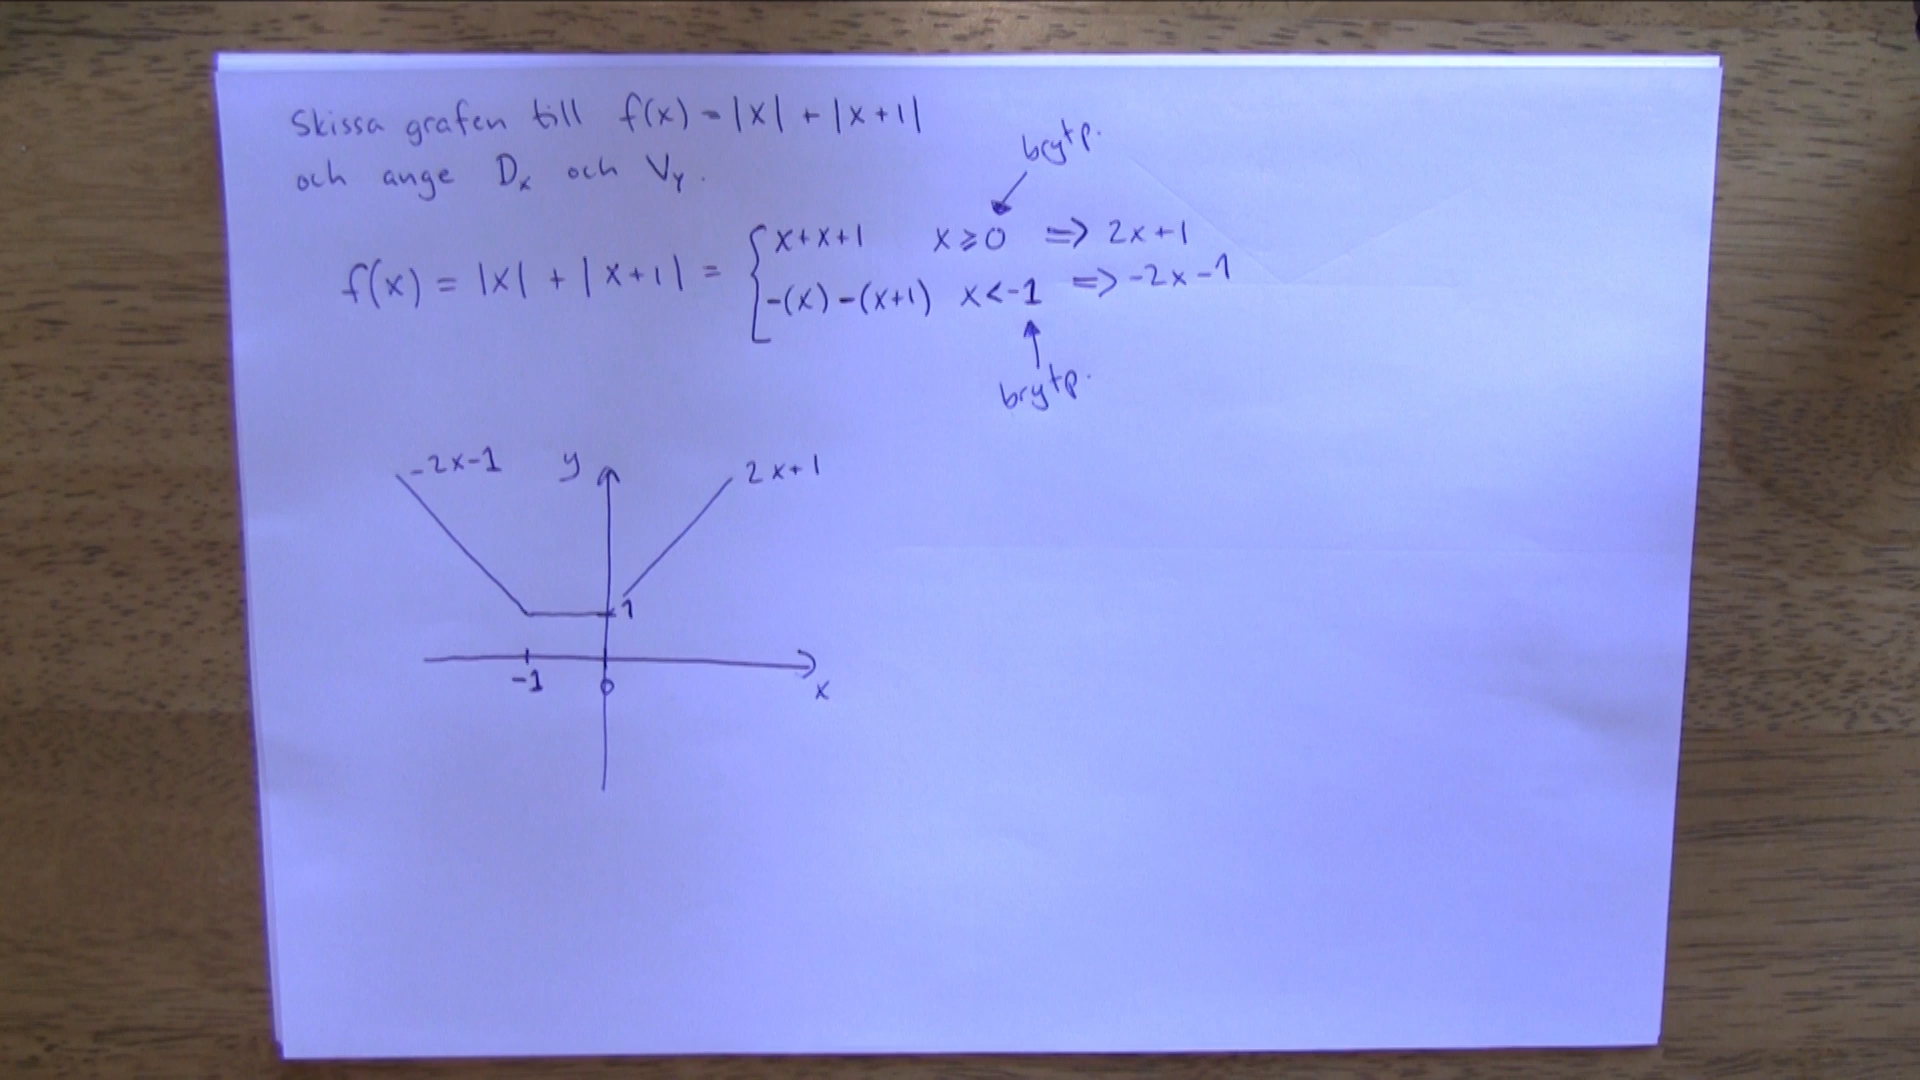 Skissa grafen till f(x) = |x| + |x+1|
och ange Dx och Vy.
brytp.
f(x) = |x| + |x+1| = { x+x+1 x ≥ 0 => 2x+1
-(x) -(x+1) x < -1 => -2x-1
brytp.
-2x-1 y 2x+1
1
-1 0 x